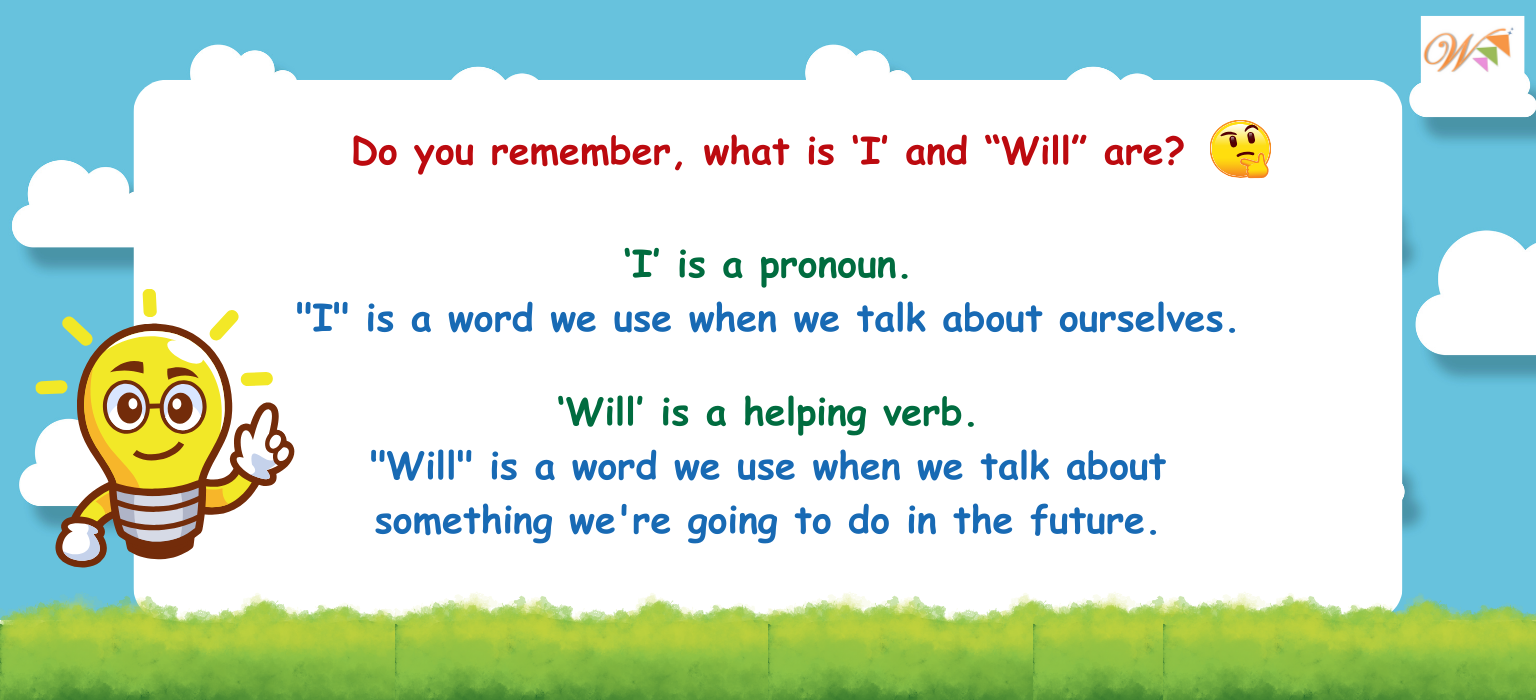 Do you remember, what is ‘I’ and “Will” are?
‘I’ is a pronoun.
"I" is a word we use when we talk about ourselves.
‘Will’ is a helping verb.
"Will" is a word we use when we talk about
something we're going to do in the future.
W